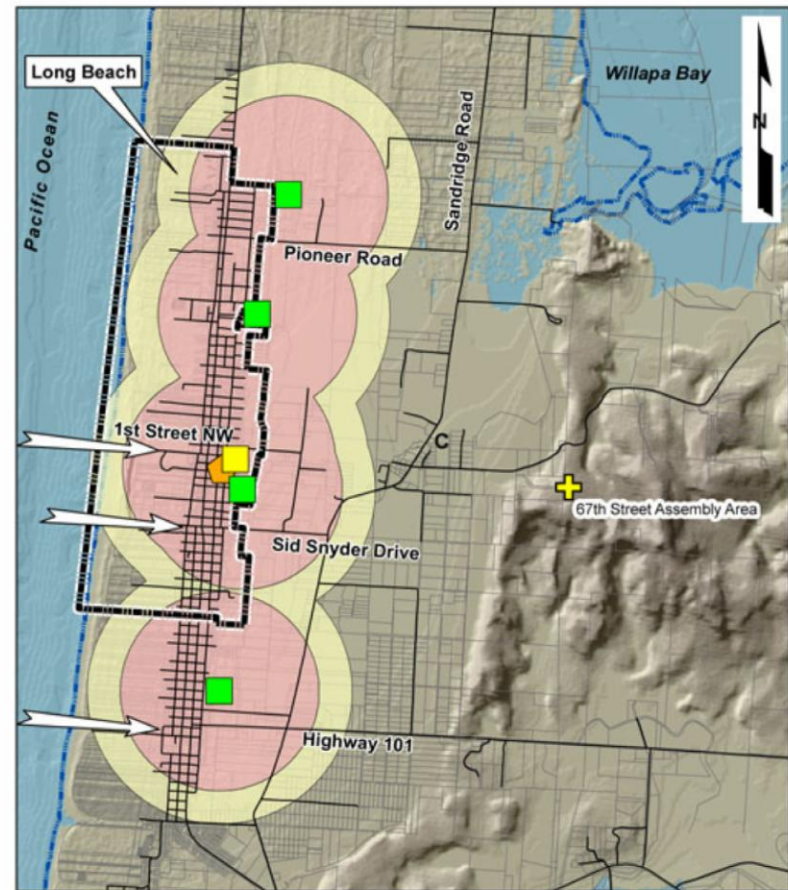 Long Beach
Willapa Bay
N
Pacific Ocean
Sandridge Road
Pioneer Road
1st Street NW
C
67th Street Assembly Area
Sid Snyder Drive
Highway 101